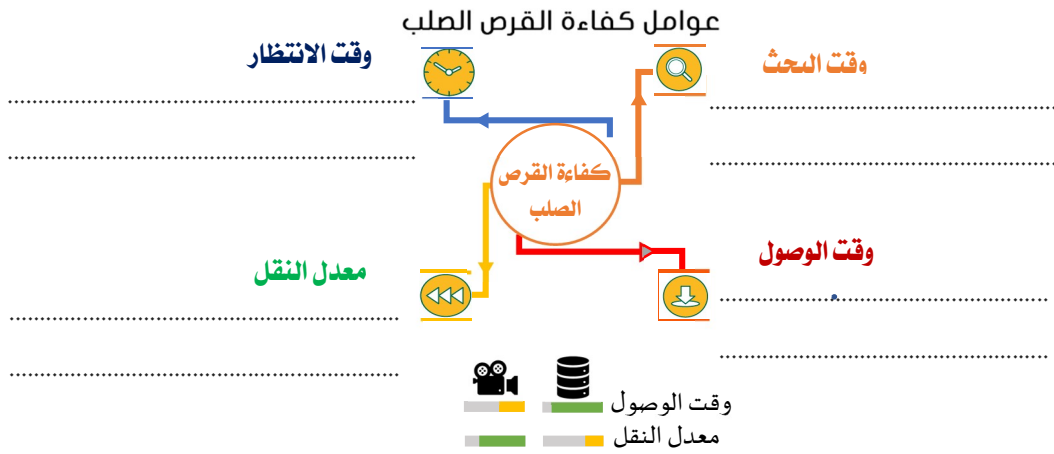 عوامل كفاءة القرص الصلب
وقت البحث
وقت الانتظار
كفاءة القرص
الصلب
وقت الوصول
معدل النقل
وقت الوصول
معدل النقل